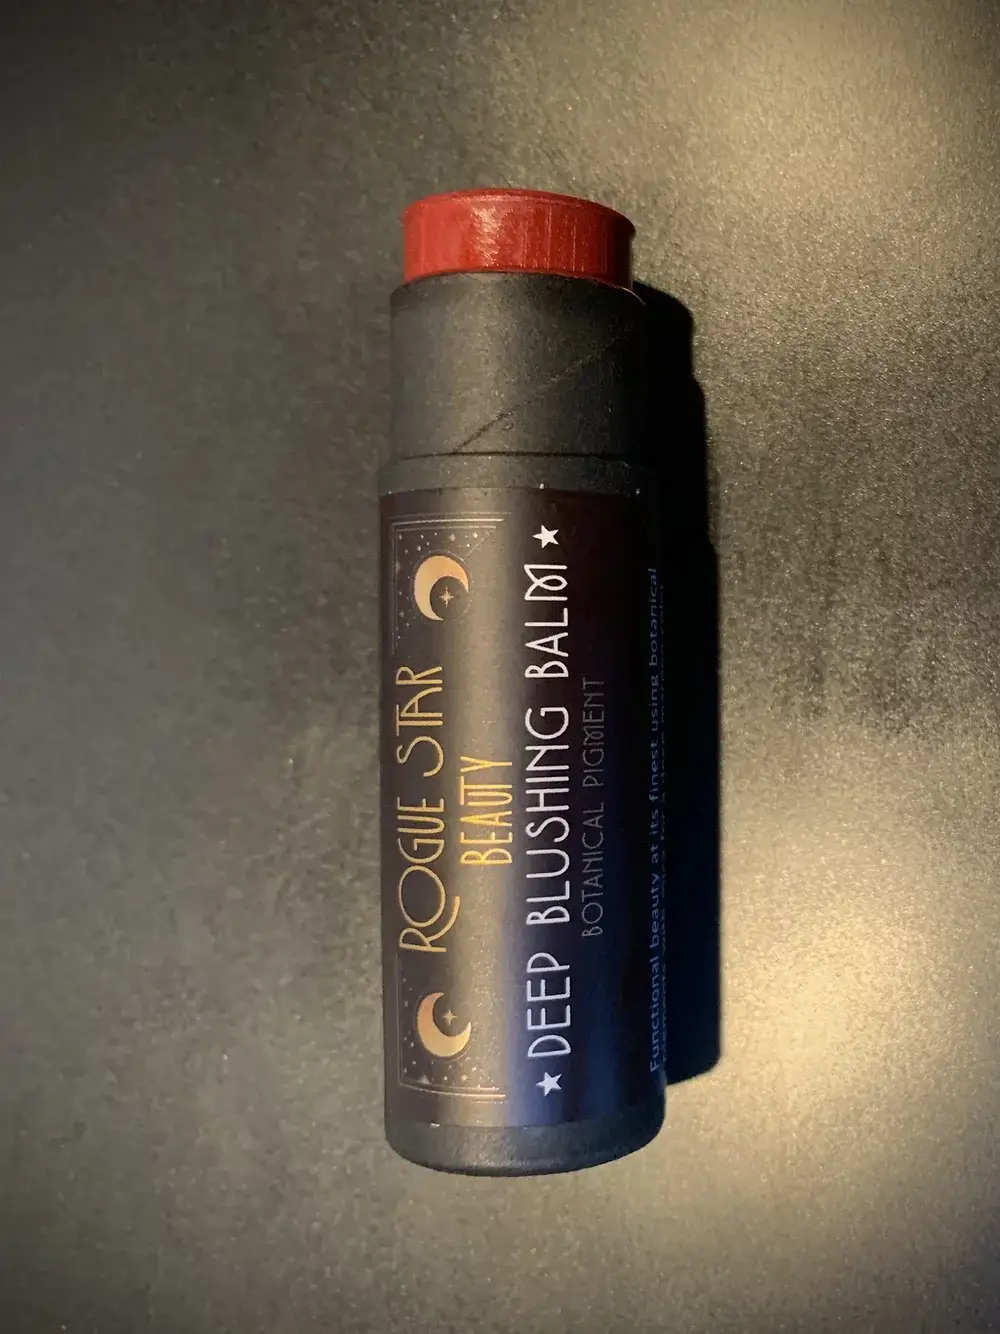 ROGUE STAR
BEAUTY
DEEP BLUSHING BALM
BOTANICAL PIGMENT
Functional beauty at its finest using botanical